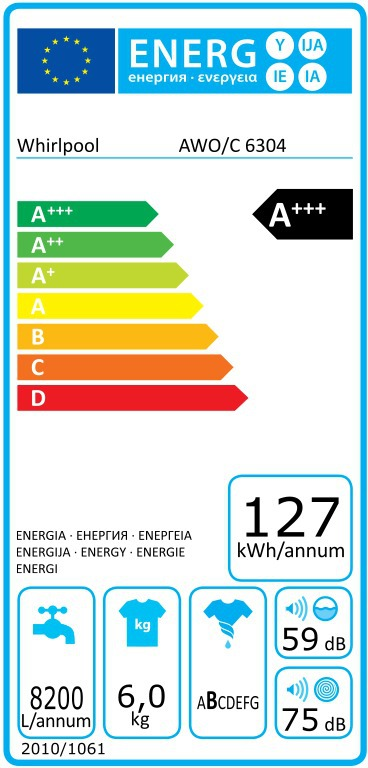 ENERG Y IJA
енергия · ενεργεια IE IA
Whirlpool AWO/C 6304
A+++ A+++
A++
A+
A
B
C
D
ENERGIA · ЕНЕРГИЯ · ΕΝΕΡΓΕΙΑ
ENERGIJA · ENERGY · ENERGIE
ENERGI
127
kWh/annum
8200
L/annum
kg
6,0
kg
ABCDEFG
59 dB
75 dB
2010/1061